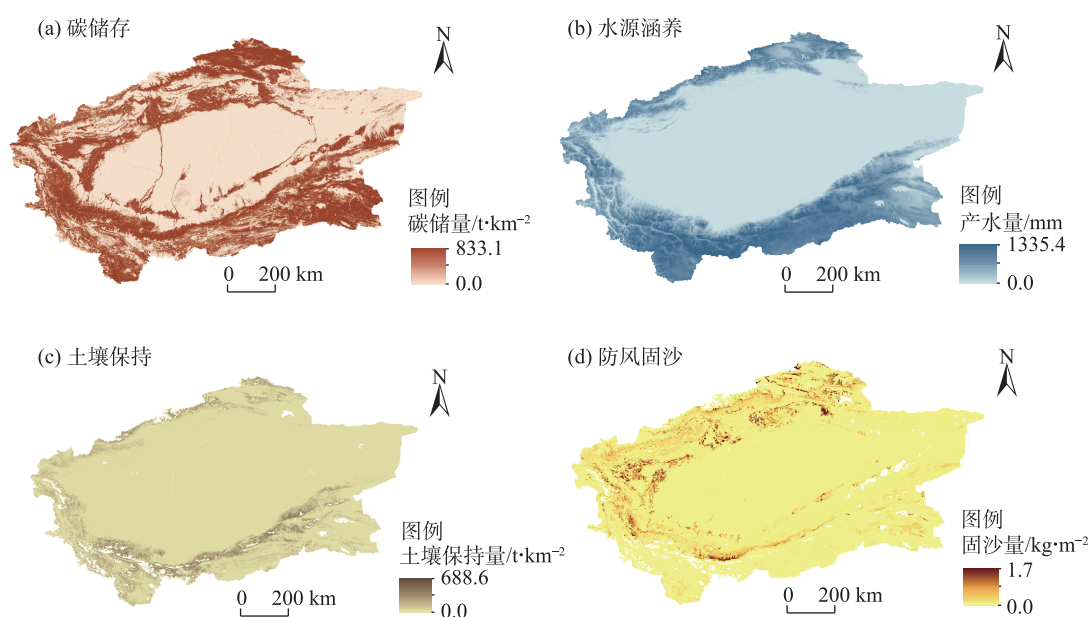 (a) 碳储存
N
图例
碳储量/t·km⁻²
833.1
0.0
0 200 km
(b) 水源涵养
N
图例
产水量/mm
1335.4
0.0
0 200 km
(c) 土壤保持
N
图例
土壤保持量/t·km⁻²
688.6
0.0
0 200 km
(d) 防风固沙
N
图例
固沙量/kg·m⁻²
1.7
0.0
0 200 km